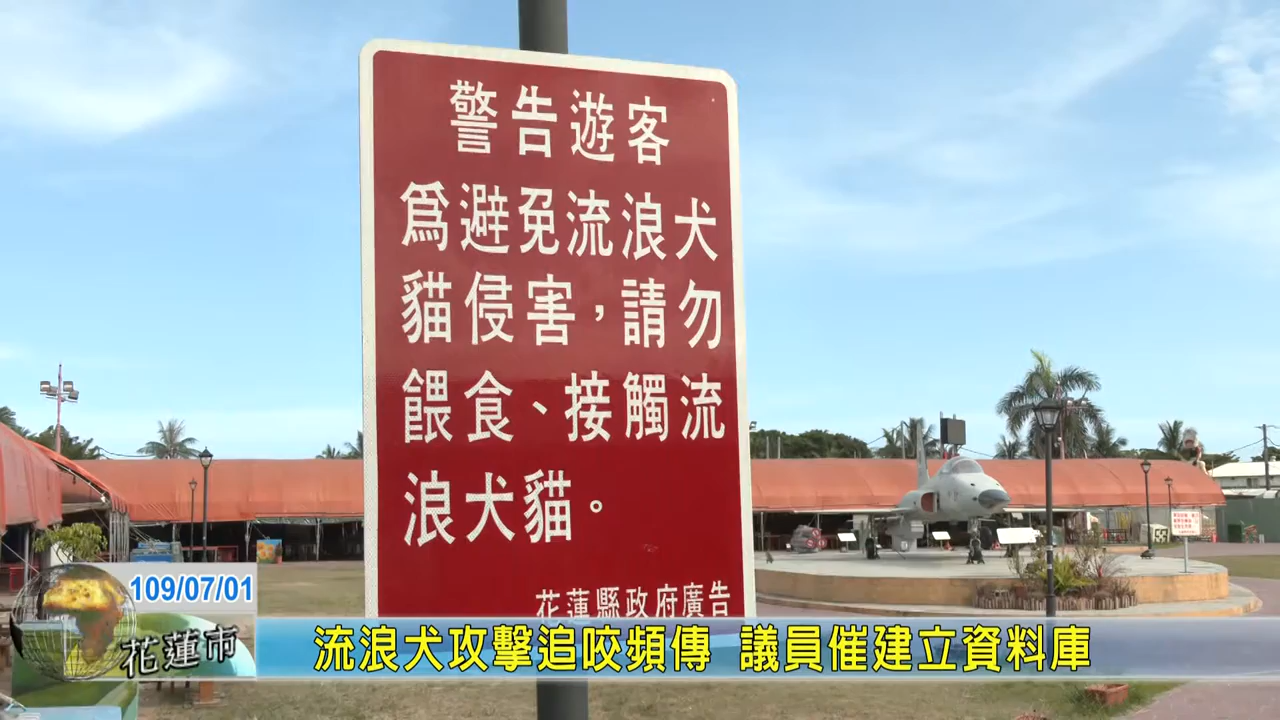 警告遊客
爲避免流浪犬
貓侵害，請勿
餵食、接觸流
浪犬貓。
花蓮縣政府廣告
109/07/01
花蓮市
流浪犬攻擊追咬頻傳 議員催建立資料庫